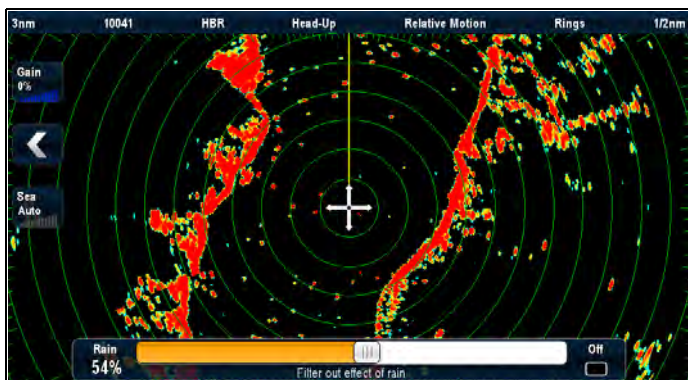 3nm 10041 HBR Head-Up Relative Motion Rings 1/2nm
Gain
0%
Sea
Auto
Rain Off
54% Filter out effect of rain